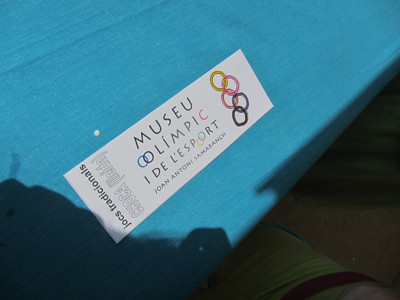 MUSEU
OLÍMPIC
I DE L'ESPORT
JOAN ANTONI SAMARANCH
jocs tradicionals